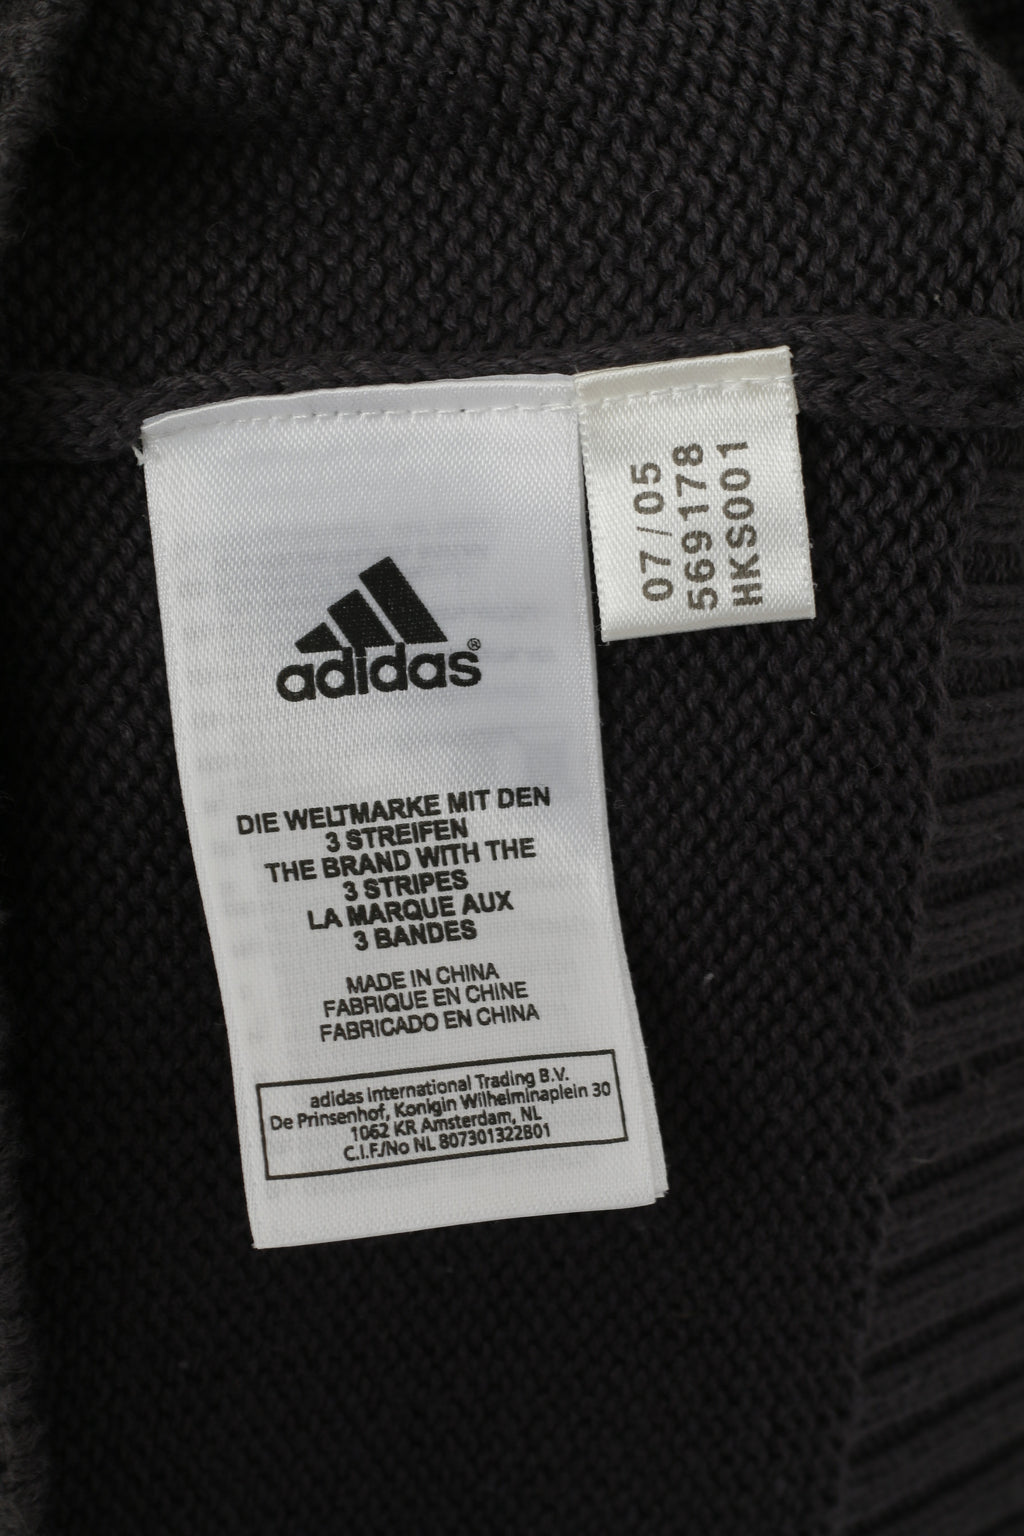 adidas®
DIE WELTMARKE MIT DEN
3 STREIFEN
THE BRAND WITH THE
3 STRIPES
LA MARQUE AUX
3 BANDES
MADE IN CHINA
FABRIQUE EN CHINE
FABRICADO EN CHINA
adidas International Trading B.V.
De Prinsenhof, Konigin Wilhelminaplein 30
1062 KR Amsterdam, NL
C.I.F./No NL 807301322B01
07/05
569178
HKS001